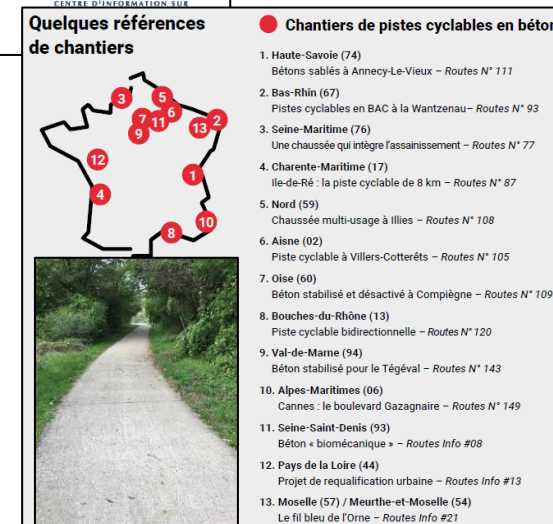 CENTRE D'INFORMATION SUR
Quelques références
de chantiers
3
5
7
11
6
13
2
9
12
1
4
10
8
Chantiers de pistes cyclables en béton
1. Haute-Savoie (74)
Bétons sablés à Annecy-Le-Vieux – Routes N° 111
2. Bas-Rhin (67)
Pistes cyclables en BAC à la Wantzenau– Routes N° 93
3. Seine-Maritime (76)
Une chaussée qui intègre l'assainissement – Routes N° 77
4. Charente-Maritime (17)
Ile-de-Ré : la piste cyclable de 8 km – Routes N° 87
5. Nord (59)
Chaussée multi-usage à Illies – Routes N° 108
6. Aisne (02)
Piste cyclable à Villers-Cotterêts – Routes N° 105
7. Oise (60)
Béton stabilisé et désactivé à Compiègne – Routes N° 109
8. Bouches-du-Rhône (13)
Piste cyclable bidirectionnelle – Routes N° 120
9. Val-de-Marne (94)
Béton stabilisé pour le Tégéval – Routes N° 143
10. Alpes-Maritimes (06)
Cannes : le boulevard Gazagnaire – Routes N° 149
11. Seine-Saint-Denis (93)
Béton « biomécanique » – Routes Info #08
12. Pays de la Loire (44)
Projet de requalification urbaine – Routes Info #13
13. Moselle (57) / Meurthe-et-Moselle (54)
Le fil bleu de l'Orne – Routes Info #21